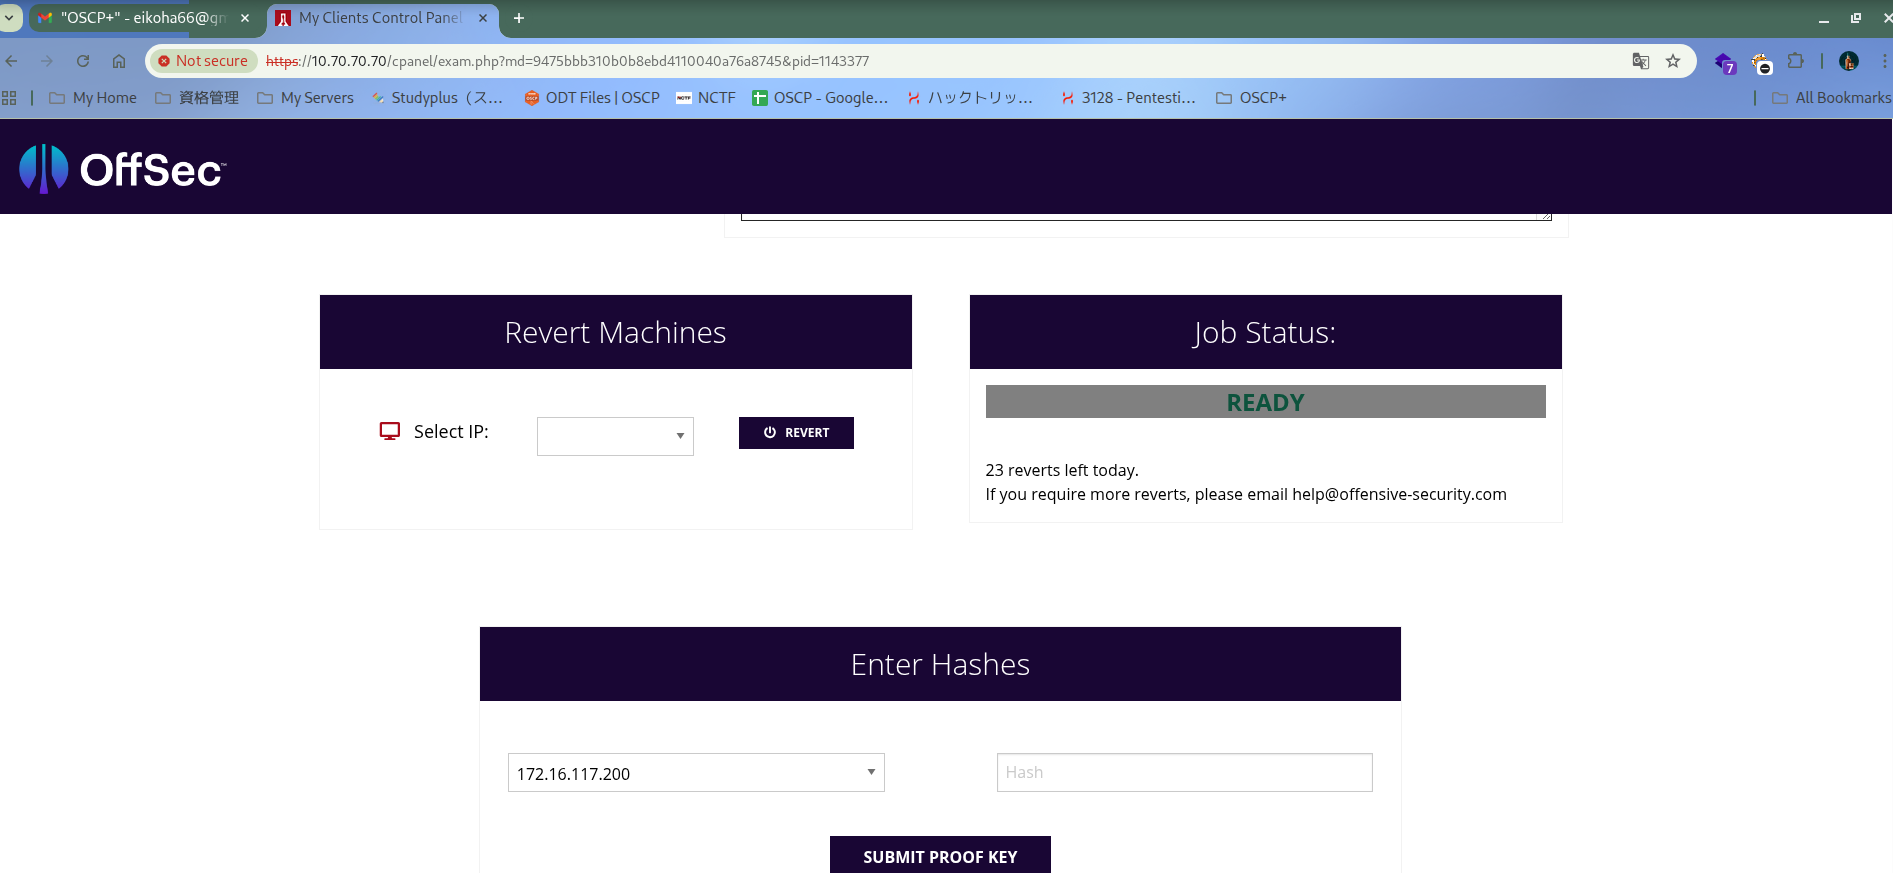 "OSCP+" - eikoha66@gm
My Clients Control Panel
Not secure
https://10.70.70.70/cpanel/exam.php?md=9475bbb310b0b8ebd4110040a76a8745&pid=1143377
7
My Home
資格管理
My Servers
Studyplus（ス...
ODT Files | OSCP
NCTF
NCTF
OSCP - Google...
ハックトリッ...
3128 - Pentesti...
OSCP+
All Bookmarks
OffSec™
Revert Machines
Select IP:
REVERT
Job Status:
READY
23 reverts left today.
If you require more reverts, please email help@offensive-security.com
Enter Hashes
172.16.117.200
Hash
SUBMIT PROOF KEY